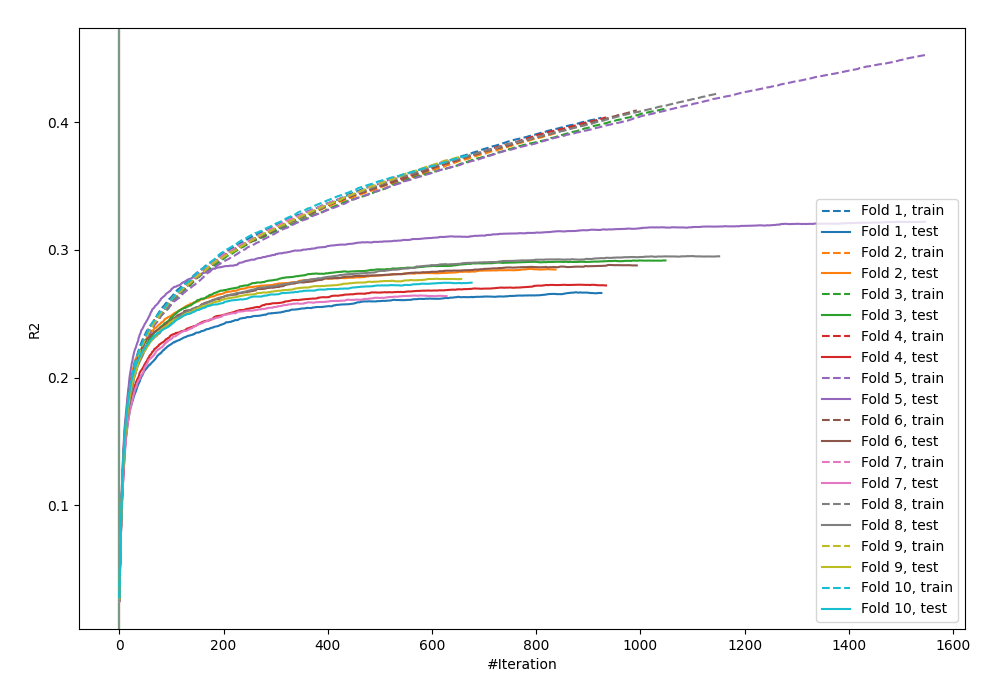 0.4
0.3
0.2
0.1
R2
0
200
400
600
800
1000
1200
1400
1600
#Iteration
Fold 1, train
Fold 1, test
Fold 2, train
Fold 2, test
Fold 3, train
Fold 3, test
Fold 4, train
Fold 4, test
Fold 5, train
Fold 5, test
Fold 6, train
Fold 6, test
Fold 7, train
Fold 7, test
Fold 8, train
Fold 8, test
Fold 9, train
Fold 9, test
Fold 10, train
Fold 10, test